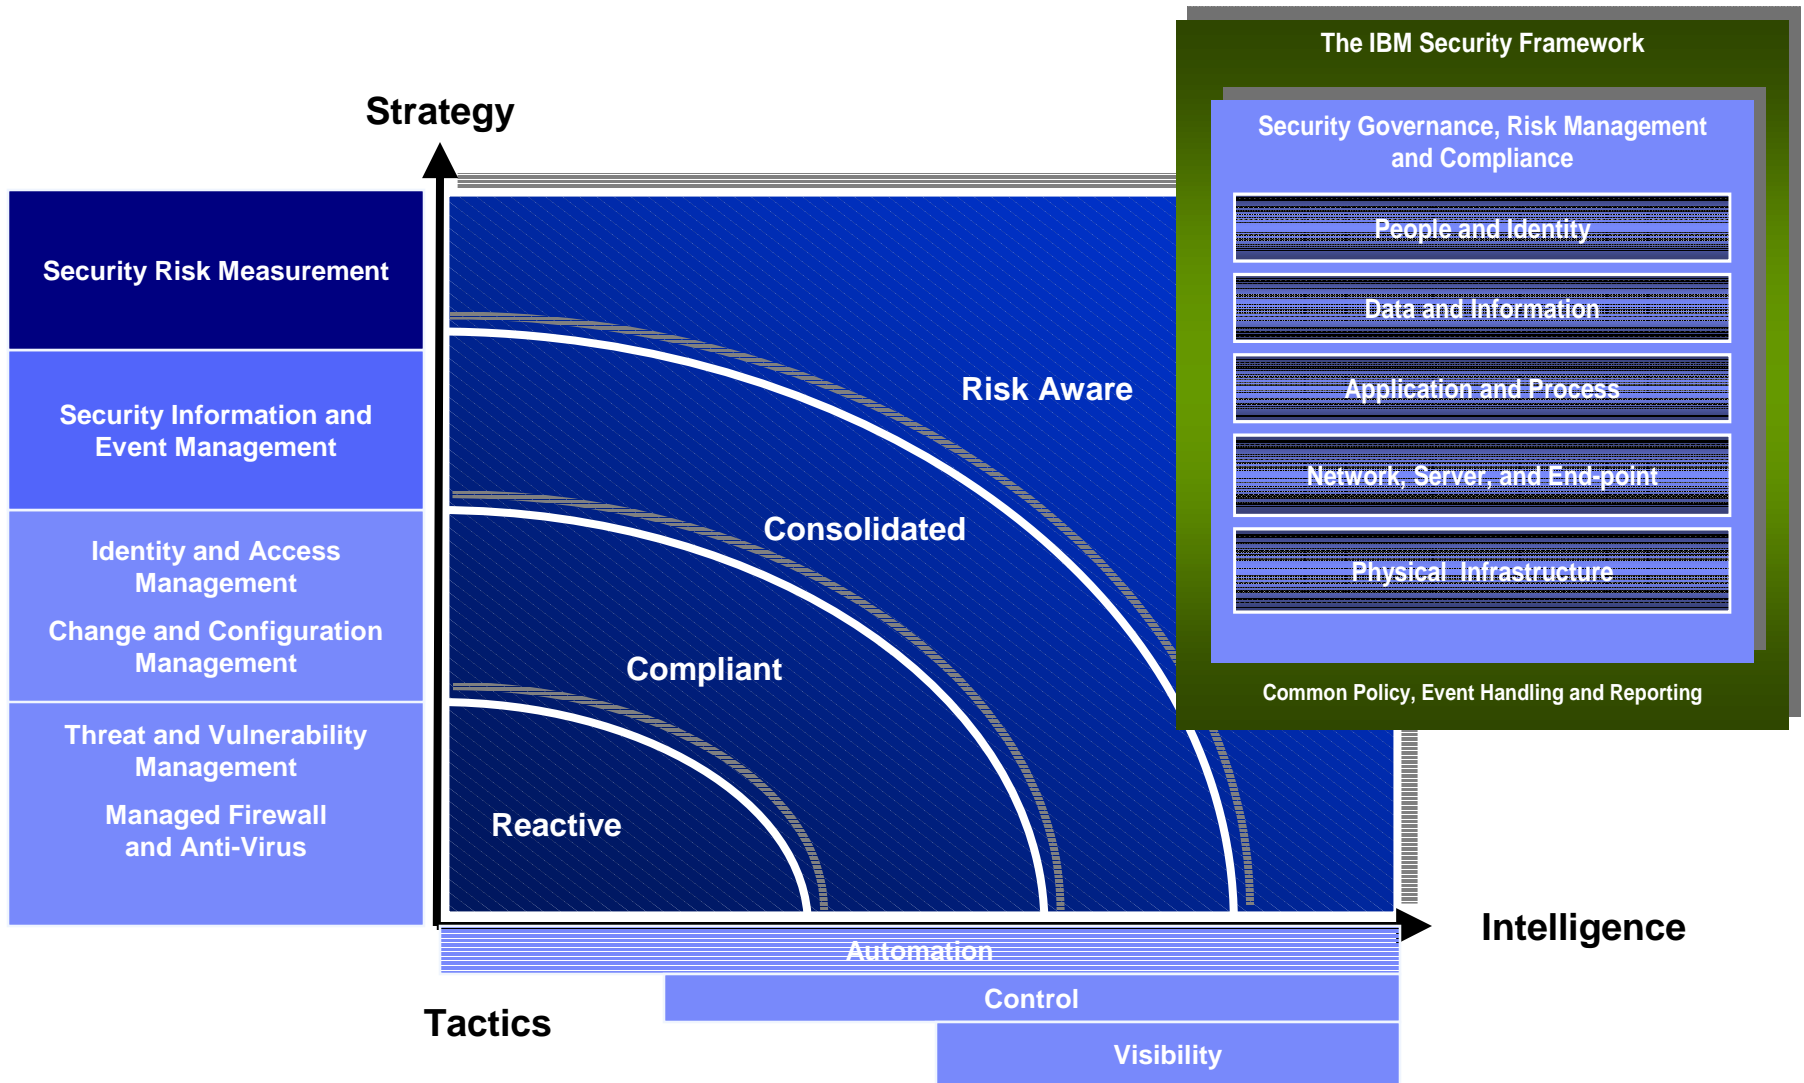 The IBM Security Framework
Security Governance, Risk Management
and Compliance
People and Identity
Data and Information
Application and Process
Network, Server, and End-point
Physical Infrastructure
Common Policy, Event Handling and Reporting
Strategy
Security Risk Measurement
Security Information and
Event Management
Identity and Access
Management
Change and Configuration
Management
Threat and Vulnerability
Management
Managed Firewall
and Anti-Virus
Risk Aware
Consolidated
Compliant
Reactive
Intelligence
Automation
Control
Tactics
Visibility